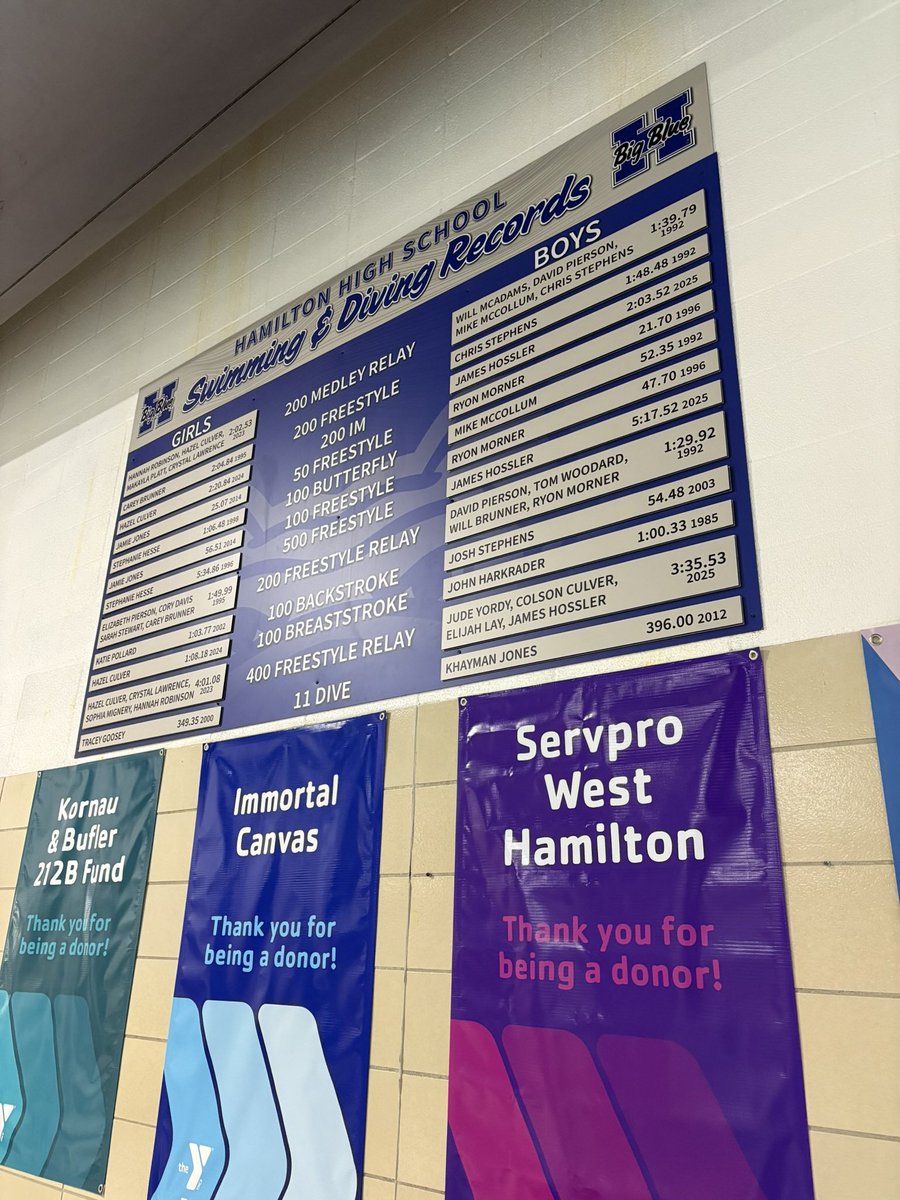 HAMILTON HIGH SCHOOL
Swimming & Diving Records
H Big Blue
H Big Blue
GIRLS
HANNAH ROBINSON, HAZEL CULVER, 2:02.53
MAKAYLA PLATT, CRYSTAL LAWRENCE 2023
CAREY BRUNNER 2:04.84 1995
HAZEL CULVER 2:20.84 2024
JAMIE JONES 25.07 2014
STEPHANIE HESSE 1:06.48 1996
JAMIE JONES 56.51 2014
STEPHANIE HESSE 5:34.86 1996
ELIZABETH PIERSON, CORY DAVIS 1:49.99
SARAH STEWART, CAREY BRUNNER 1995
KATIE POLLARD 1:03.77 2002
HAZEL CULVER 1:08.18 2024
HAZEL CULVER, CRYSTAL LAWRENCE, 4:01.08
SOPHIA MIGNERY, HANNAH ROBINSON 2023
TRACEY GOOSEY 349.35 2000
200 MEDLEY RELAY
200 FREESTYLE
200 IM
50 FREESTYLE
100 BUTTERFLY
100 FREESTYLE
500 FREESTYLE
200 FREESTYLE RELAY
100 BACKSTROKE
100 BREASTSTROKE
400 FREESTYLE RELAY
11 DIVE
BOYS
WILL MCADAMS, DAVID PIERSON, 1:39.79
MIKE MCCOLLUM, CHRIS STEPHENS 1992
CHRIS STEPHENS 1:48.48 1992
JAMES HOSSLER 2:03.52 2025
RYON MORNER 21.70 1996
MIKE MCCOLLUM 52.35 1992
RYON MORNER 47.70 1996
JAMES HOSSLER 5:17.52 2025
DAVID PIERSON, TOM WOODARD, 1:29.92
WILL BRUNNER, RYON MORNER 1992
JOSH STEPHENS 54.48 2003
JOHN HARKRADER 1:00.33 1985
JUDE YORDY, COLSON CULVER, 3:35.53
ELIJAH LAY, JAMES HOSSLER 2025
KHAYMAN JONES 396.00 2012
Kornau
& Bufler
212B Fund
Thank you for
being a donor!
Y
Immortal
Canvas
Thank you for
being a donor!
the Y
Servpro
West
Hamilton
Thank you for
being a donor!